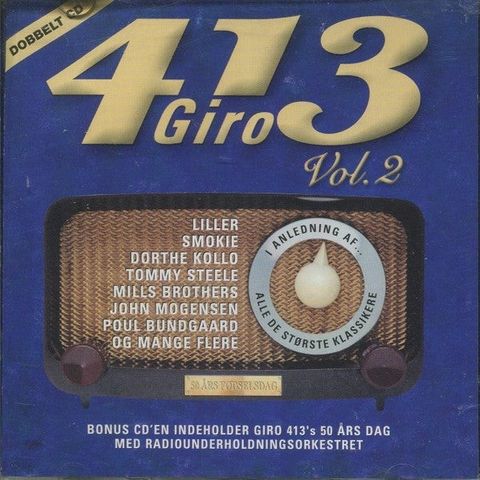 DOBBELT CD
413
Giro
Vol. 2
LILLER
SMOKIE
DORTHE KOLLO
TOMMY STEELE
MILLS BROTHERS
JOHN MOGENSEN
POUL BUNDGAARD
OG MANGE FLERE
I ANLEDNING AF...
ALLE DE STØRSTE KLASSIKERE
50 ÅRS FØDSELSDAG
BONUS CD'EN INDEHOLDER GIRO 413's 50 ÅRS DAG
MED RADIOUNDERHOLDNINGSORKESTRET